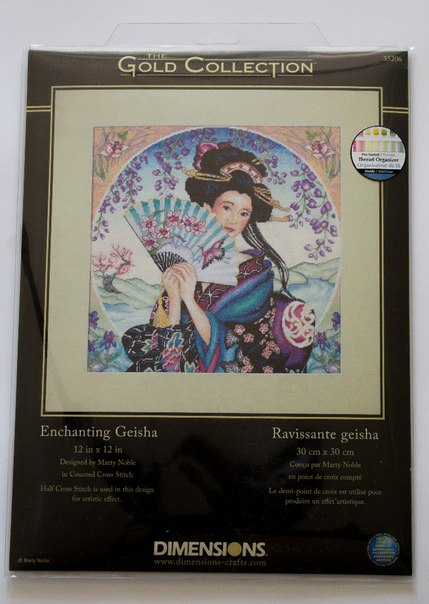 THE
GOLD COLLECTION
35206
Thread Organizer
Enchanting Geisha
12 in x 12 in
Designed by Marty Noble
in Counted Cross Stitch
Half Cross Stitch is used in this design
for artistic effect.
Ravissante geisha
30 cm x 30 cm
Conçu par Marty Noble
en point de croix compté
Le demi-point de croix est utilisé pour
produire un effet artistique.
DIMENSIONS
www.dimensions-crafts.com
© Marty Noble